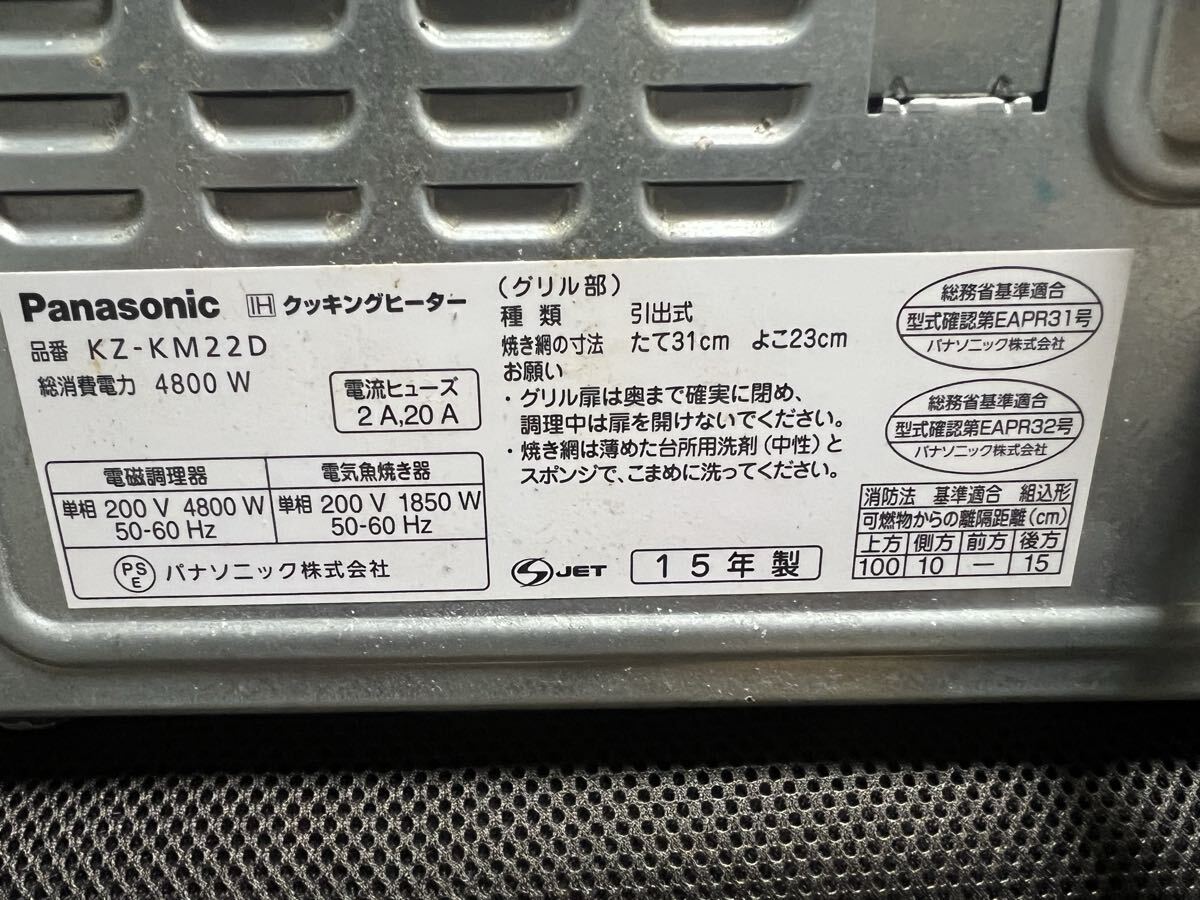 Panasonic IH クッキングヒーター
品番 KZ-KM22D
総消費電力 4800 W
電流ヒューズ
2 A,20 A
電磁調理器
単相 200 V 4800 W
50-60 Hz
電気魚焼き器
単相 200 V 1850 W
50-60 Hz
PS
E パナソニック株式会社
(グリル部)
種 類 引出式
焼き網の寸法 たて31cm よこ23cm
お願い
・グリル扉は奥まで確実に閉め、
調理中は扉を開けないでください。
・焼き網は薄めた台所用洗剤(中性)と
スポンジで、こまめに洗ってください。
JET 15年製
総務省基準適合
型式確認第EAPR31号
パナソニック株式会社
総務省基準適合
型式確認第EAPR32号
パナソニック株式会社
消防法 基準適合 組込形
可燃物からの離隔距離(cm)
上方 側方 前方 後方
100 10 — 15